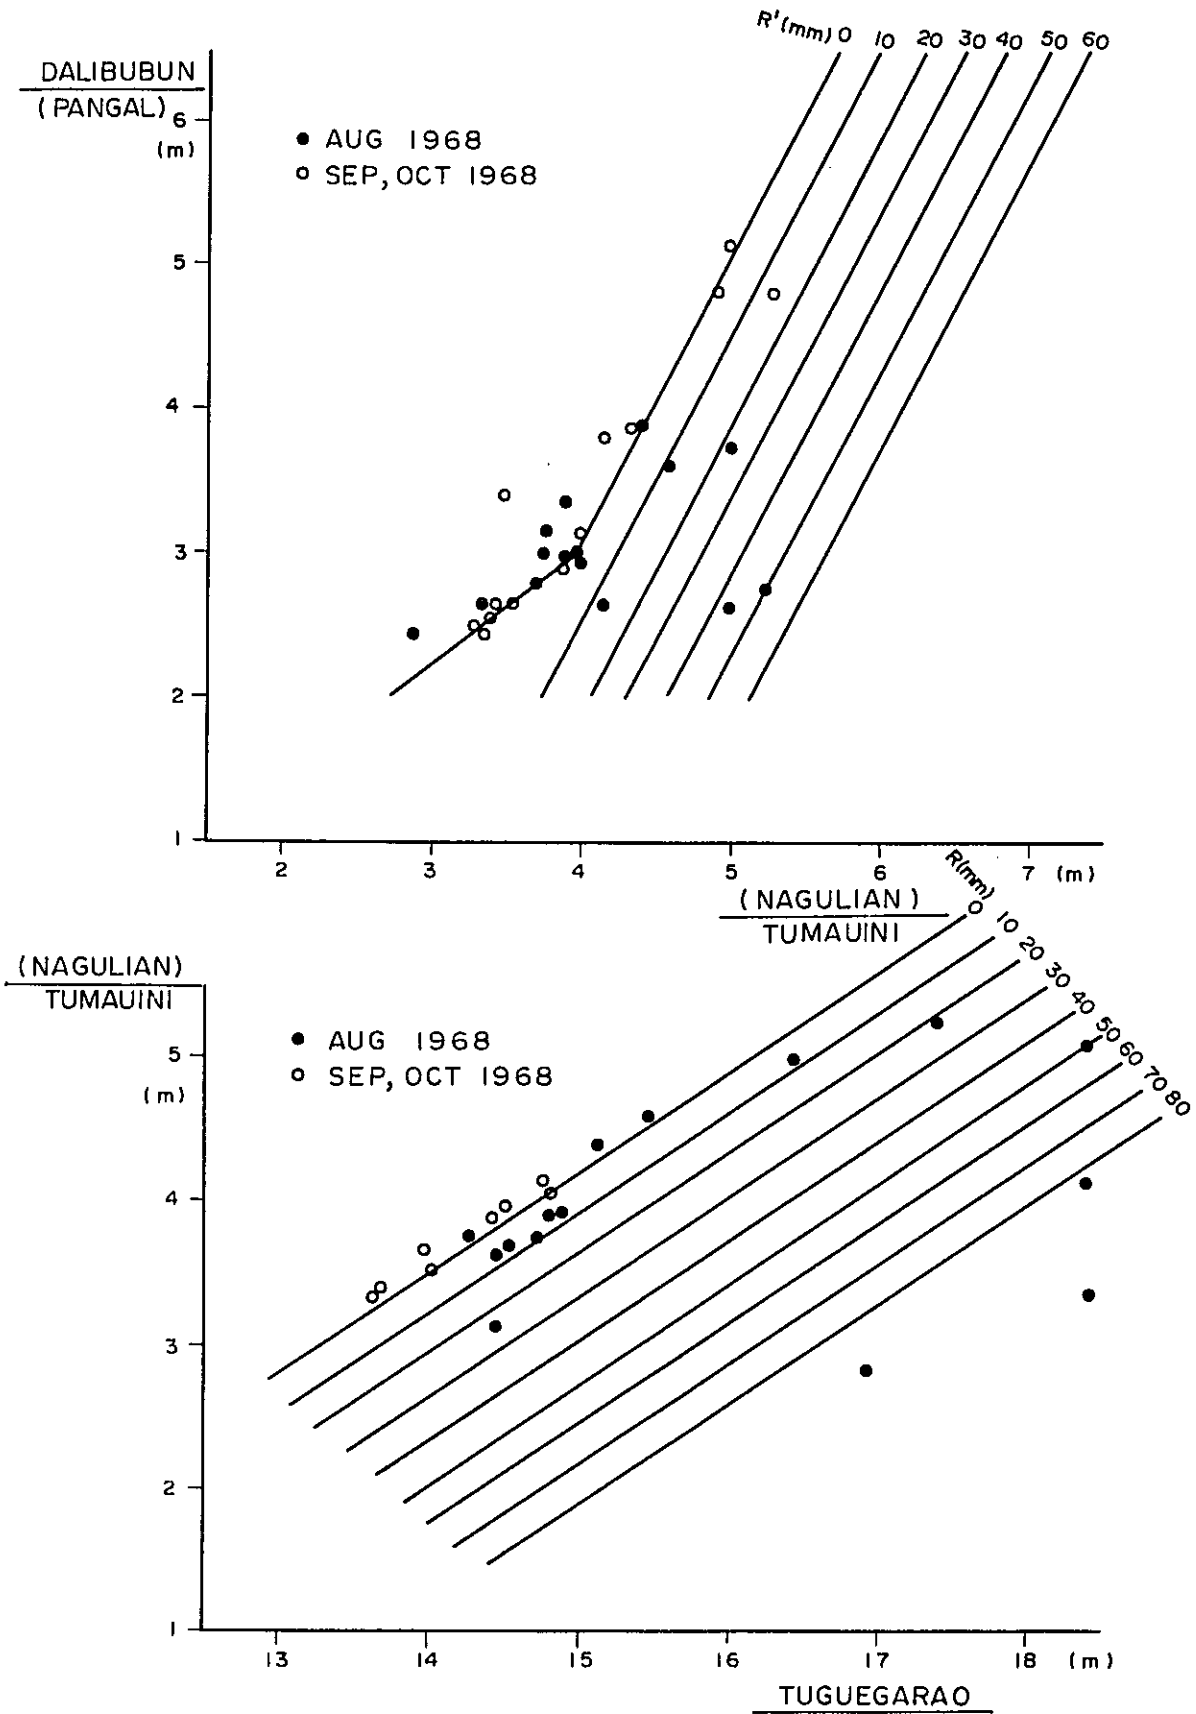 R'(mm) 0 10 20 30 40 50 60
DALIBUBUN
(PANGAL)
(m)
6
5
4
3
2
1
● AUG 1968
○ SEP, OCT 1968
2 3 4 5 6 7 (m)
(NAGULIAN)
TUMAUINI
R(mm) 0 10 20 30 40 50 60 70 80
(NAGULIAN)
TUMAUINI
5
(m)
4
3
2
1
● AUG 1968
○ SEP, OCT 1968
13 14 15 16 17 18 (m)
TUGUEGARAO